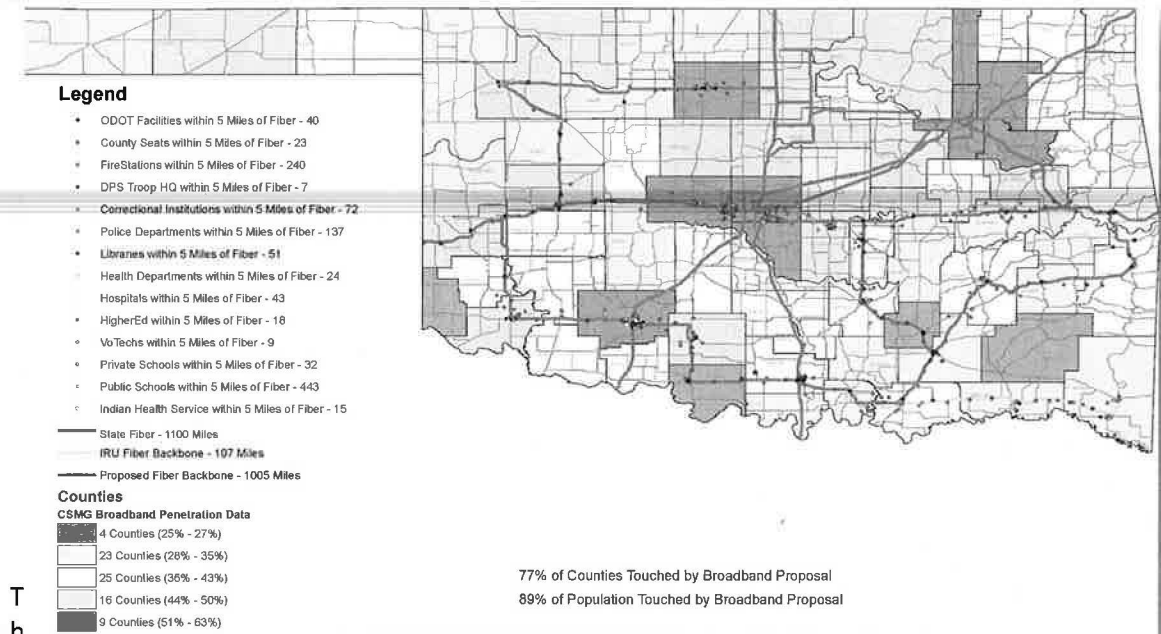 Legend
ODOT Facilities within 5 Miles of Fiber - 40
County Seats within 5 Miles of Fiber - 23
FireStations within 5 Miles of Fiber - 240
DPS Troop HQ within 5 Miles of Fiber - 7
Correctional Institutions within 5 Miles of Fiber - 72
Police Departments within 5 Miles of Fiber - 137
Libraries within 5 Miles of Fiber - 51
Health Departments within 5 Miles of Fiber - 24
Hospitals within 5 Miles of Fiber - 43
HigherEd within 5 Miles of Fiber - 18
VoTechs within 5 Miles of Fiber - 9
Private Schools within 5 Miles of Fiber - 32
Public Schools within 5 Miles of Fiber - 443
Indian Health Service within 5 Miles of Fiber - 15
State Fiber - 1100 Miles
IRU Fiber Backbone - 107 Miles
Proposed Fiber Backbone - 1005 Miles
Counties
CSMG Broadband Penetration Data
4 Counties (25% - 27%)
23 Counties (28% - 35%)
25 Counties (36% - 43%)
16 Counties (44% - 50%)
9 Counties (51% - 63%)
77% of Counties Touched by Broadband Proposal
89% of Population Touched by Broadband Proposal
T
h